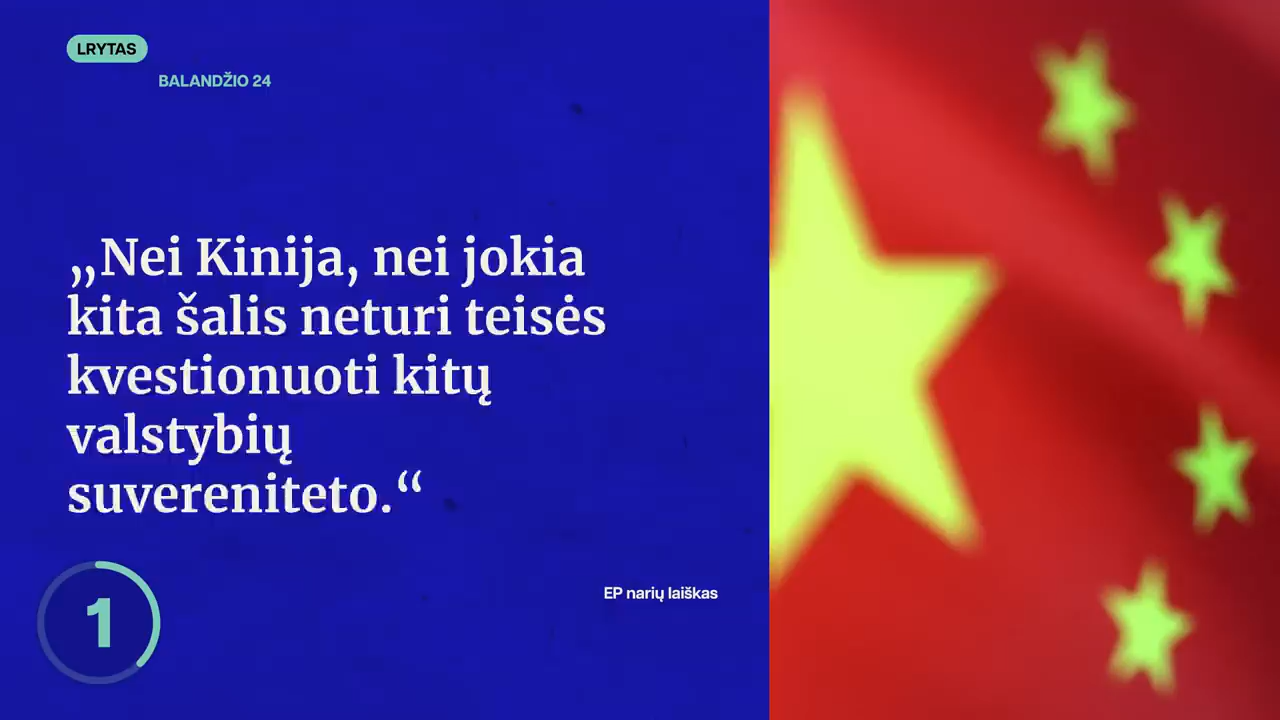 LRYTAS
BALANDŽIO 24
„Nei Kinija, nei jokia
kita šalis neturi teisės
kvestionuoti kitų
valstybių
suvereniteto.“
EP narių laiškas
1